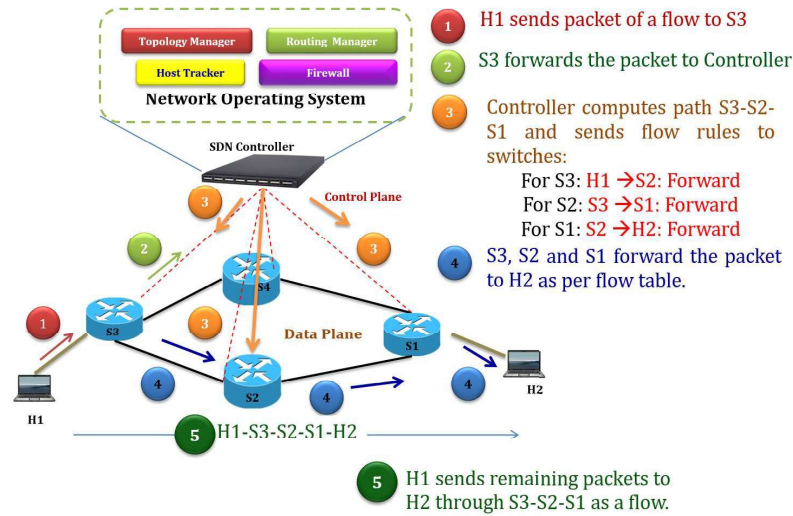 Topology Manager
Routing Manager
Host Tracker
Firewall
Network Operating System
SDN Controller
Control Plane
3
3
2
S4
3
Data Plane
S3
1
S1
4
S2
4
4
H1
H2
5
H1-S3-S2-S1-H2
1
H1 sends packet of a flow to S3
2
S3 forwards the packet to Controller
3
Controller computes path S3-S2-
S1 and sends flow rules to
switches:
For S3: H1 →S2: Forward
For S2: S3 →S1: Forward
For S1: S2 →H2: Forward
4
S3, S2 and S1 forward the packet
to H2 as per flow table.
5
H1 sends remaining packets to
H2 through S3-S2-S1 as a flow.